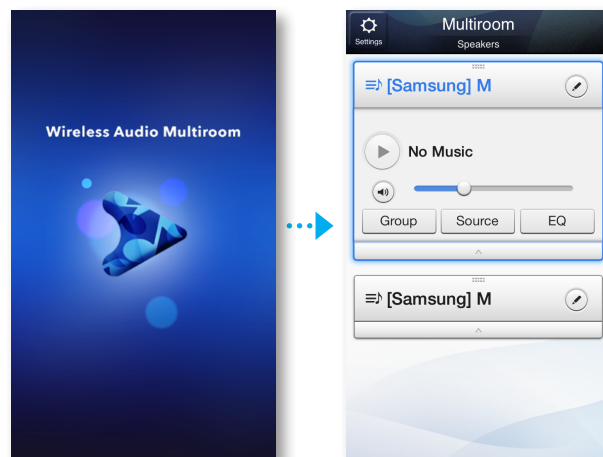 Wireless Audio Multiroom
Multiroom
Settings
Speakers
[Samsung] M
No Music
Group Source EQ
[Samsung] M